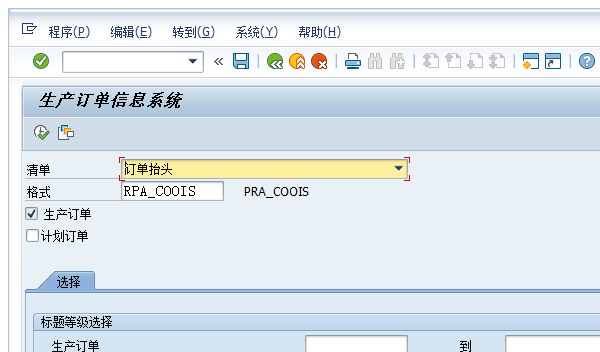 程序(P) 编辑(E) 转到(G) 系统(Y) 帮助(H)
生产订单信息系统
清单 订单抬头
格式 RPA_COOIS PRA_COOIS
生产订单
计划订单
选择
标题等级选择
生产订单 到